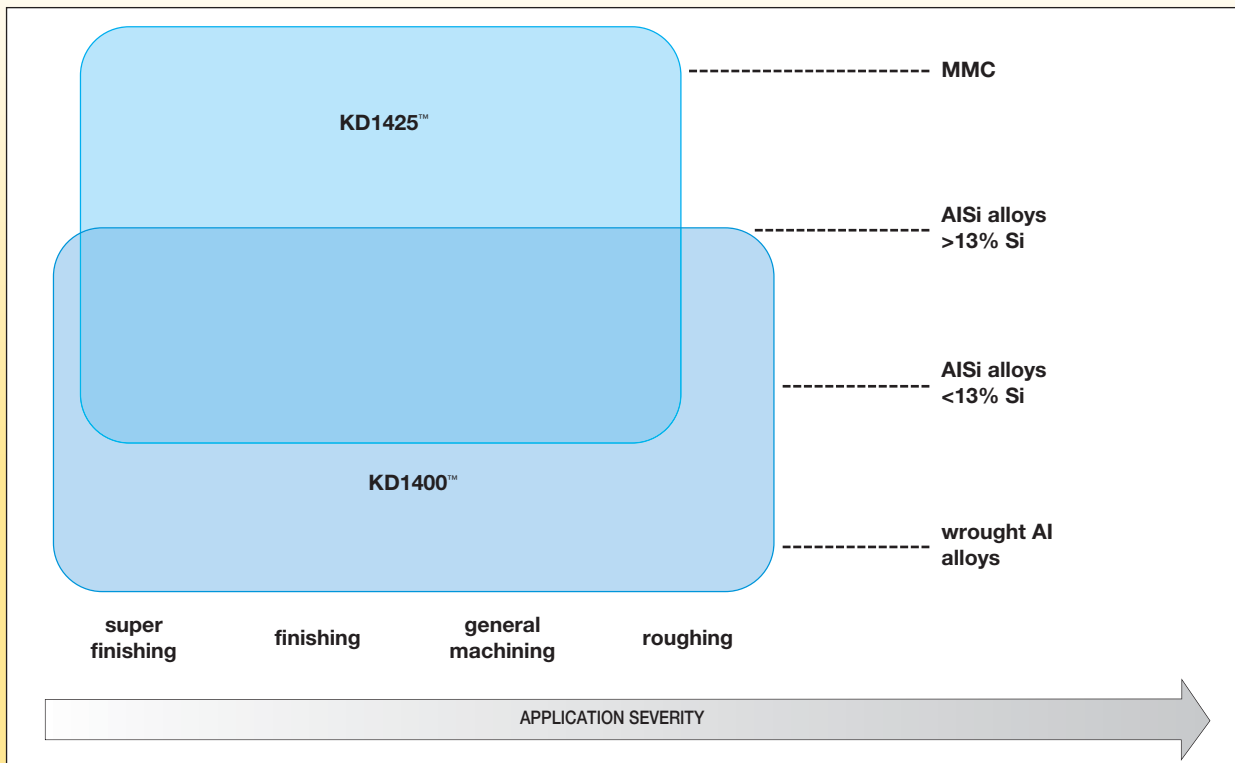 MMC
KD1425™
AlSi alloys
>13% Si
AlSi alloys
<13% Si
KD1400™
wrought Al
alloys
super
finishing
finishing
general
machining
roughing
APPLICATION SEVERITY